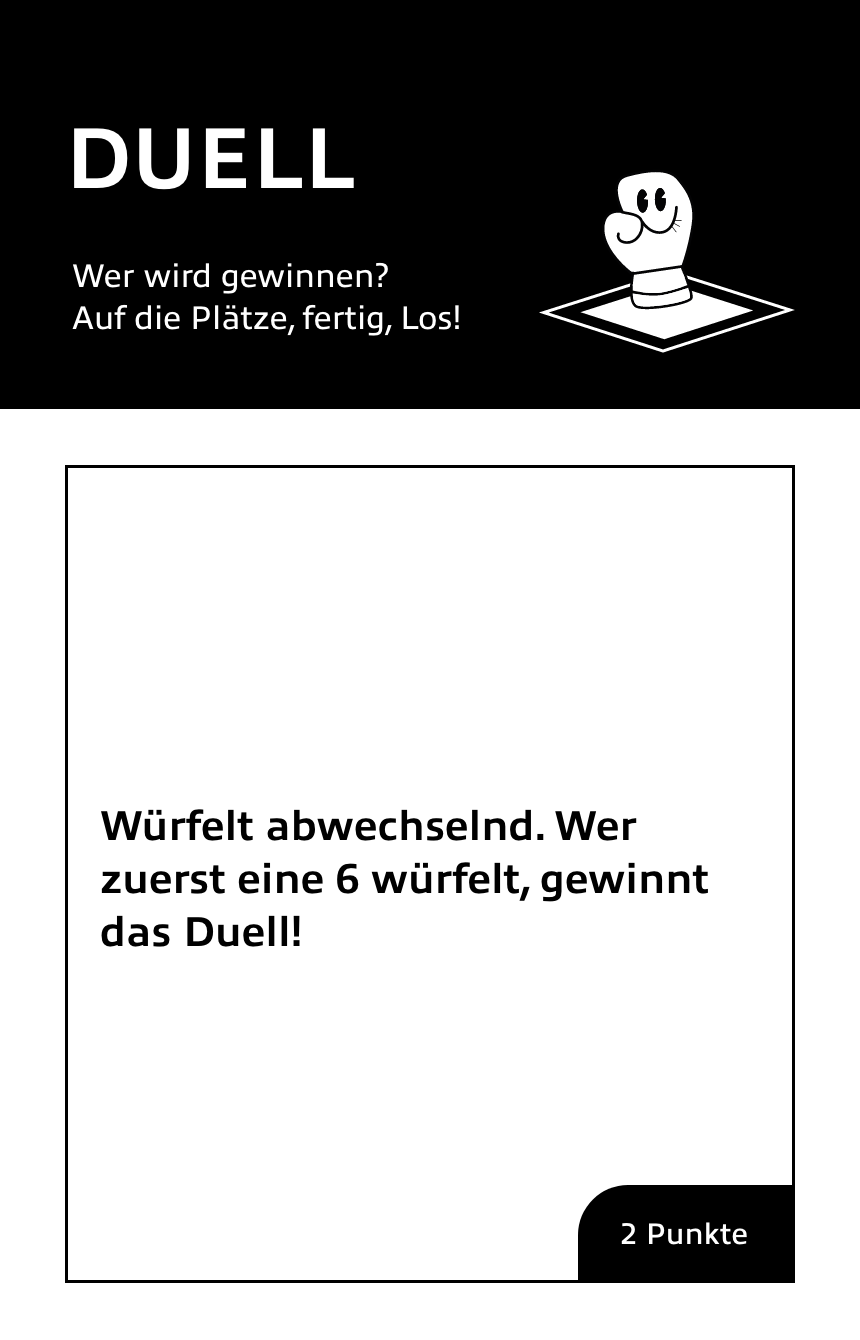 DUELL
Wer wird gewinnen?
Auf die Plätze, fertig, Los!
Würfelt abwechselnd. Wer
zuerst eine 6 würfelt, gewinnt
das Duell!
2 Punkte